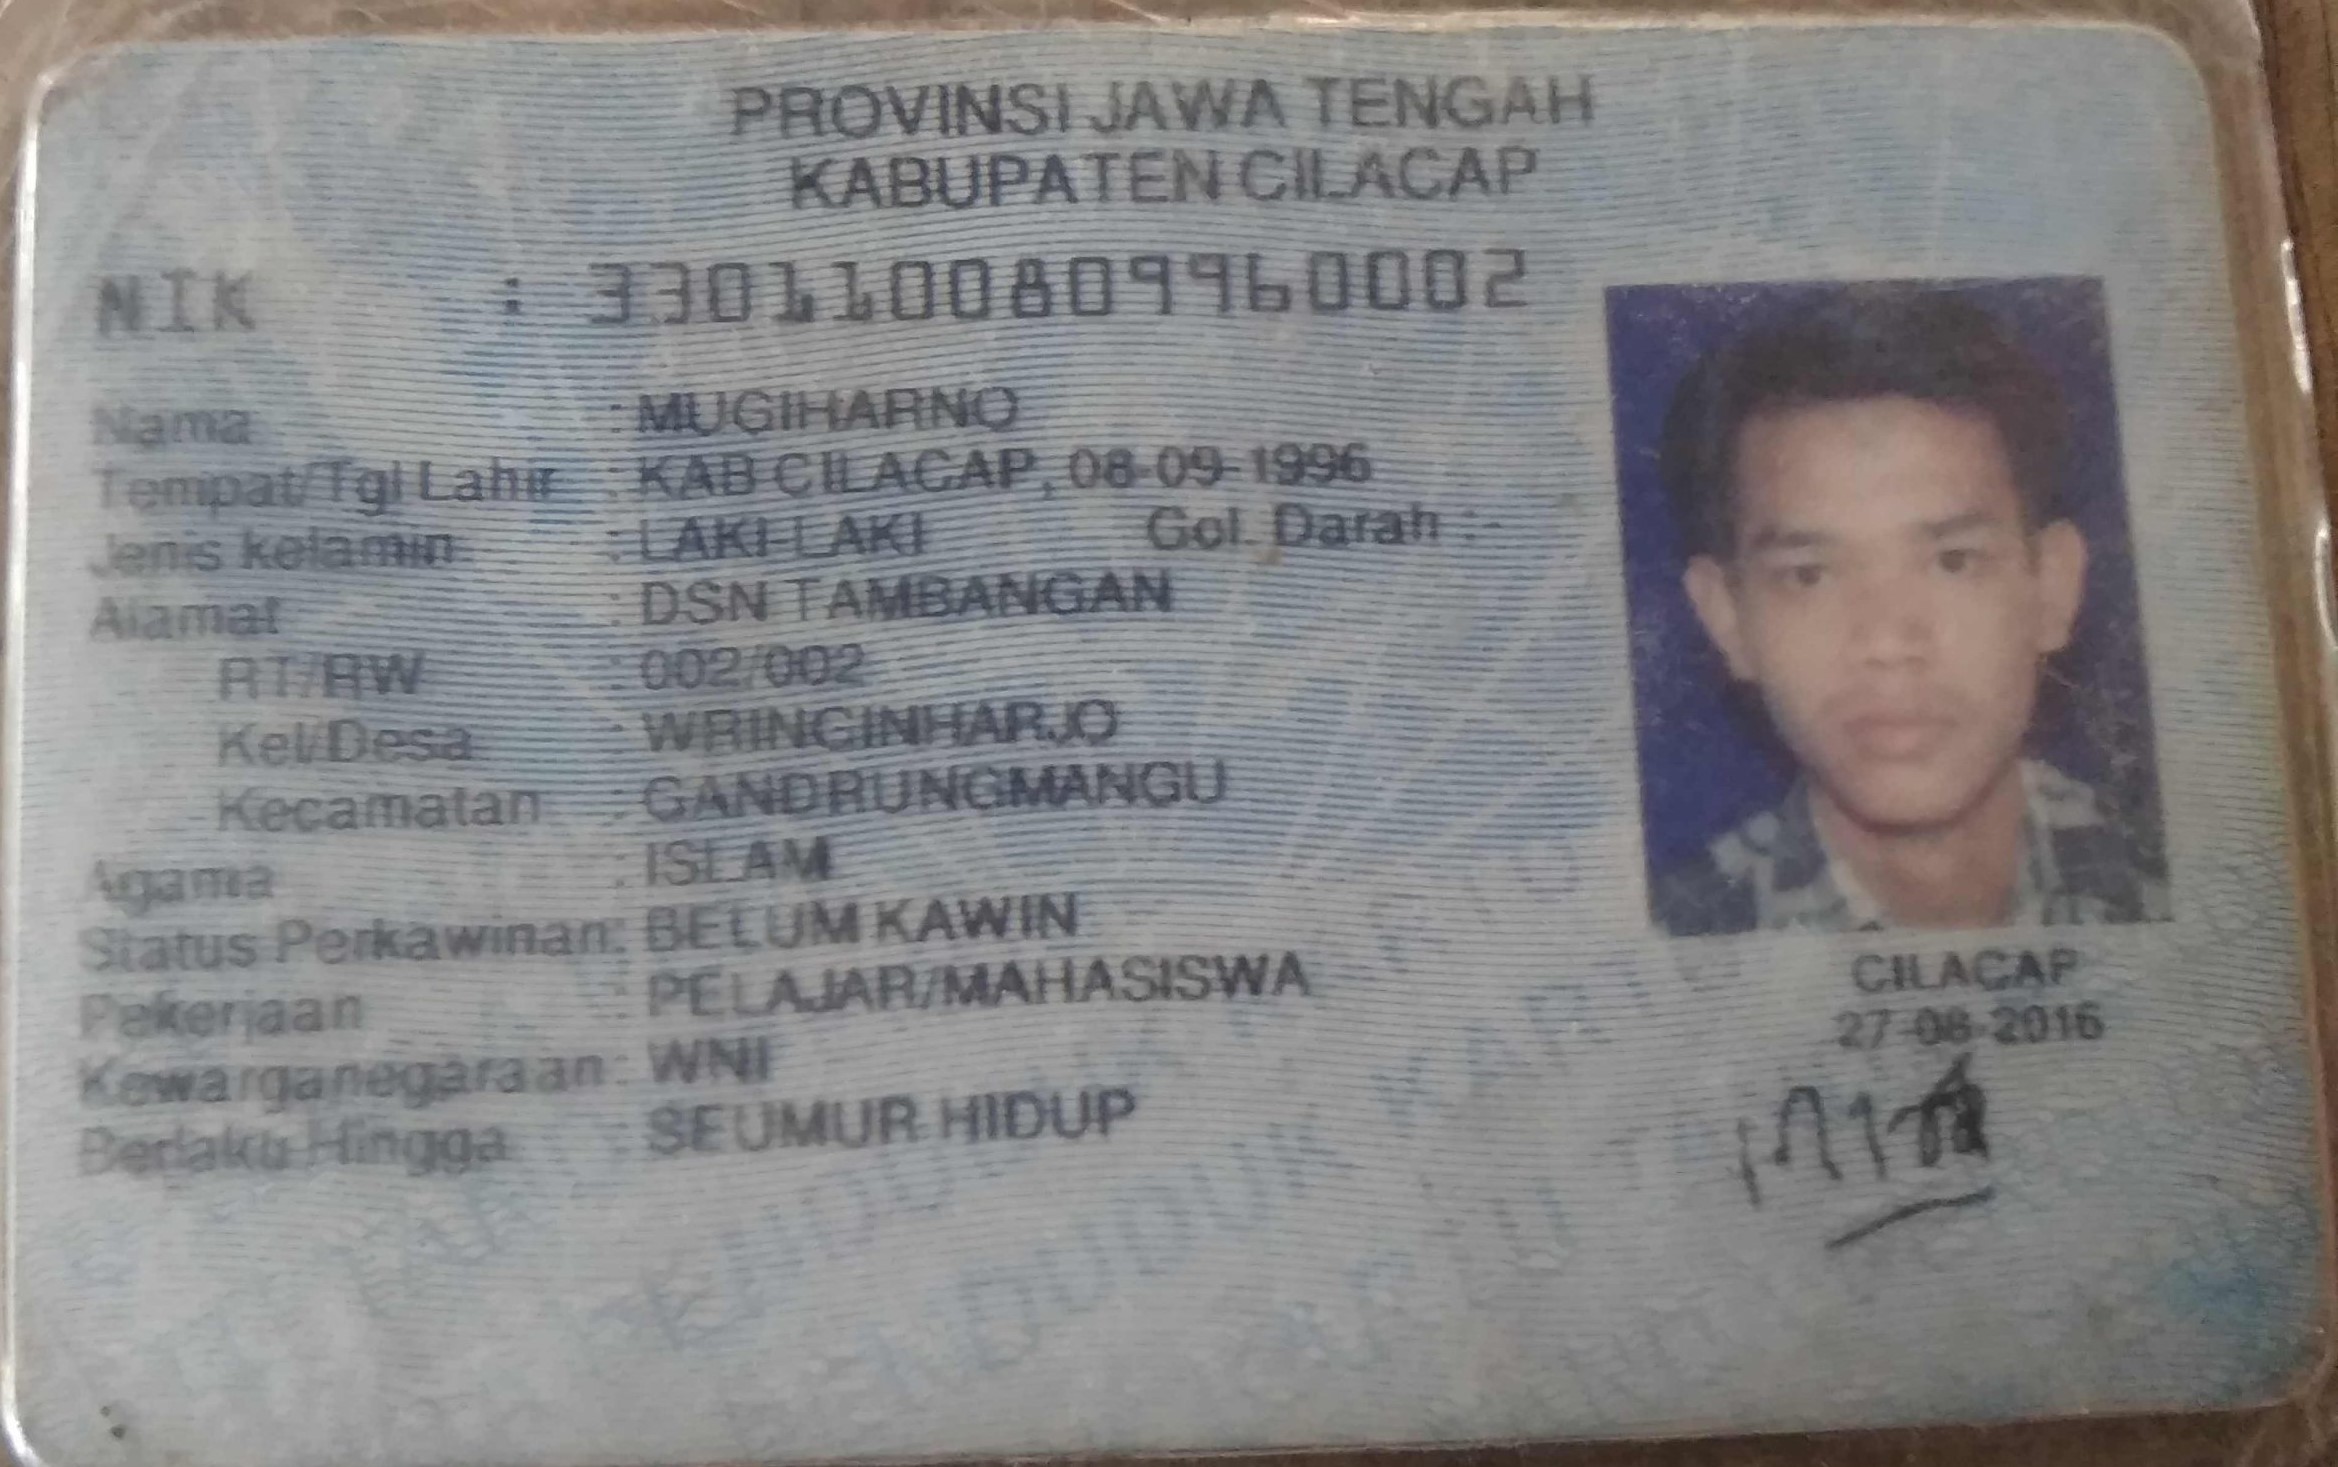 PROVINSI JAWA TENGAH
KABUPATEN CILACAP
NIK : 3301100809960002
Nama : MUGIHARNO
Tempat/Tgl Lahir : KAB CILACAP, 08-09-1996
Jenis kelamin : LAKI-LAKI Gol. Darah :-
Alamat : DSN TAMBANGAN
RT/RW : 002/002
Kel/Desa : WRINGINHARJO
Kecamatan : GANDRUNGMANGU
Agama : ISLAM
Status Perkawinan: BELUM KAWIN
Pekerjaan : PELAJAR/MAHASISWA
Kewarganegaraan: WNI
Berlaku Hingga : SEUMUR HIDUP
CILACAP
27-08-2016